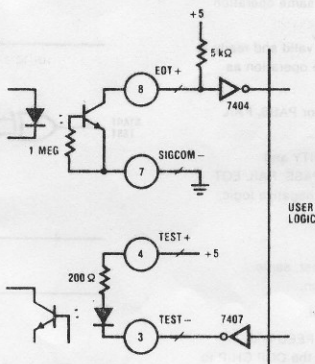 +5
5 kΩ
8
EOT+
7404
1 MEG
7
SIGCOM–
USER
LOGIC
4
TEST+
+5
200 Ω
3
TEST–
7407